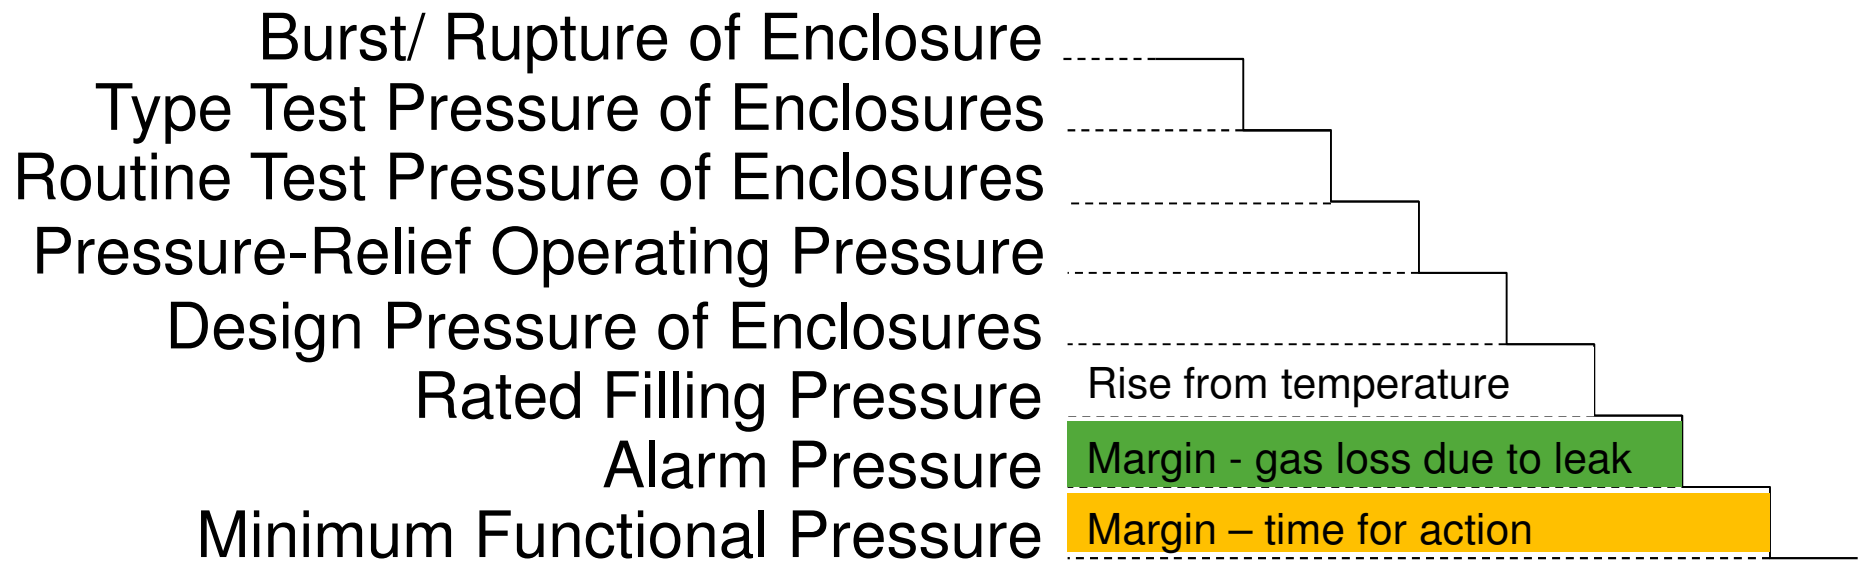 Burst/ Rupture of Enclosure
Type Test Pressure of Enclosures
Routine Test Pressure of Enclosures
Pressure-Relief Operating Pressure
Design Pressure of Enclosures
Rise from temperature
Rated Filling Pressure
Margin - gas loss due to leak
Alarm Pressure
Margin – time for action
Minimum Functional Pressure